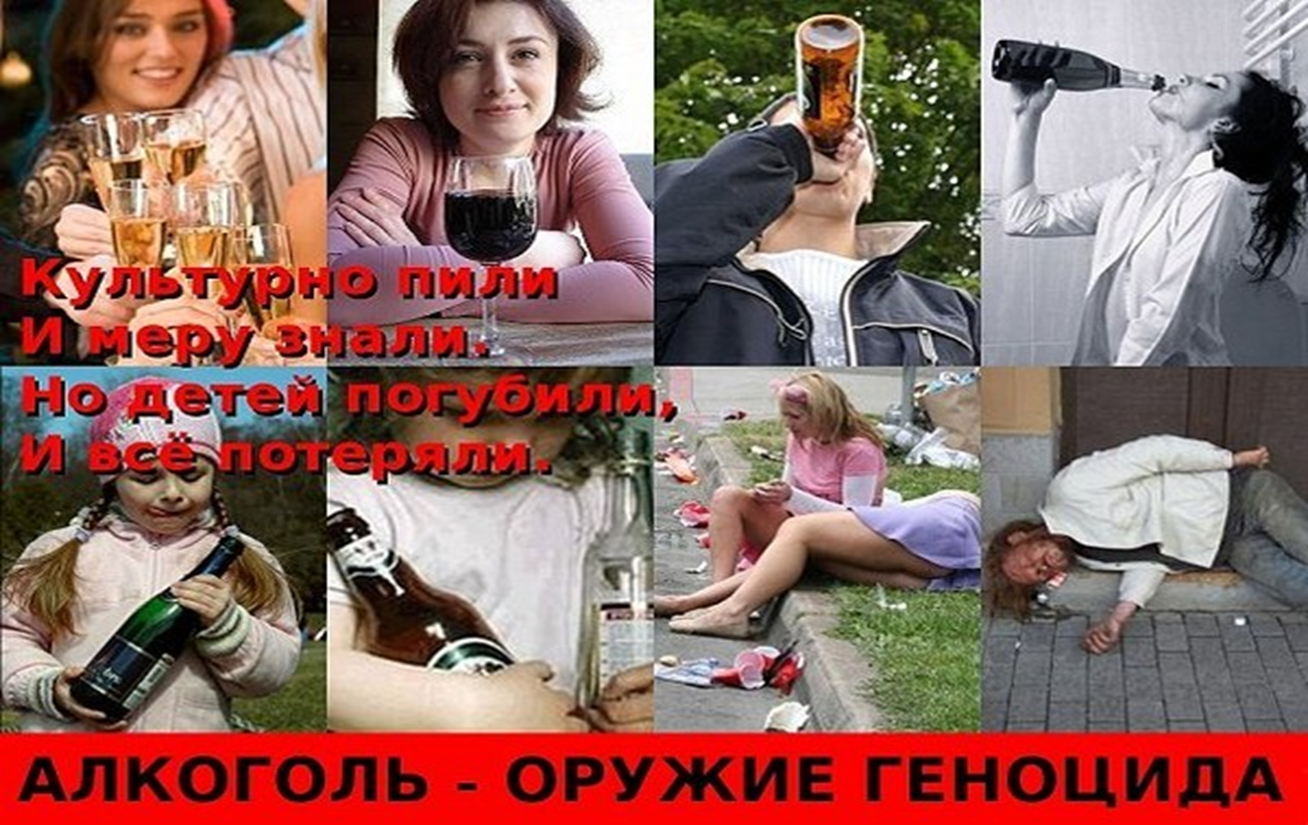 Культурно пили
И меру знали.
Но детей погубили,
И всё потеряли.
АЛКОГОЛЬ - ОРУЖИЕ ГЕНОЦИДА